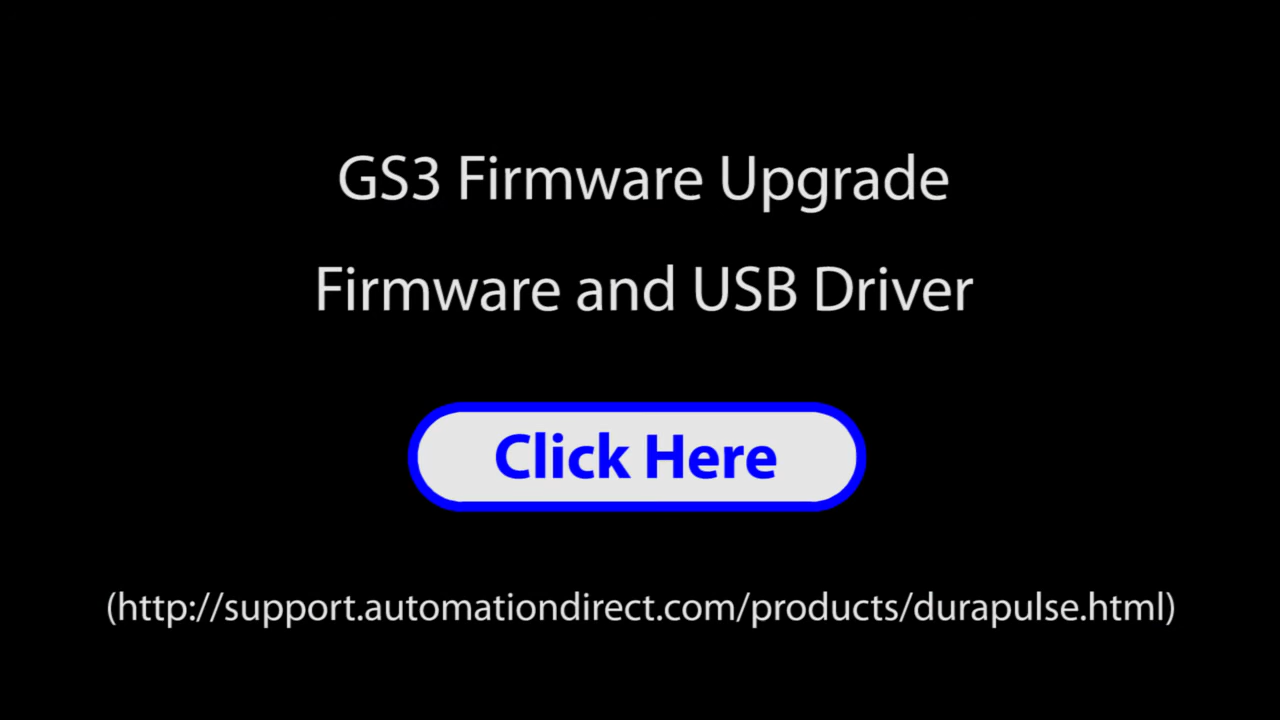 GS3 Firmware Upgrade
Firmware and USB Driver
Click Here
(http://support.automationdirect.com/products/durapulse.html)